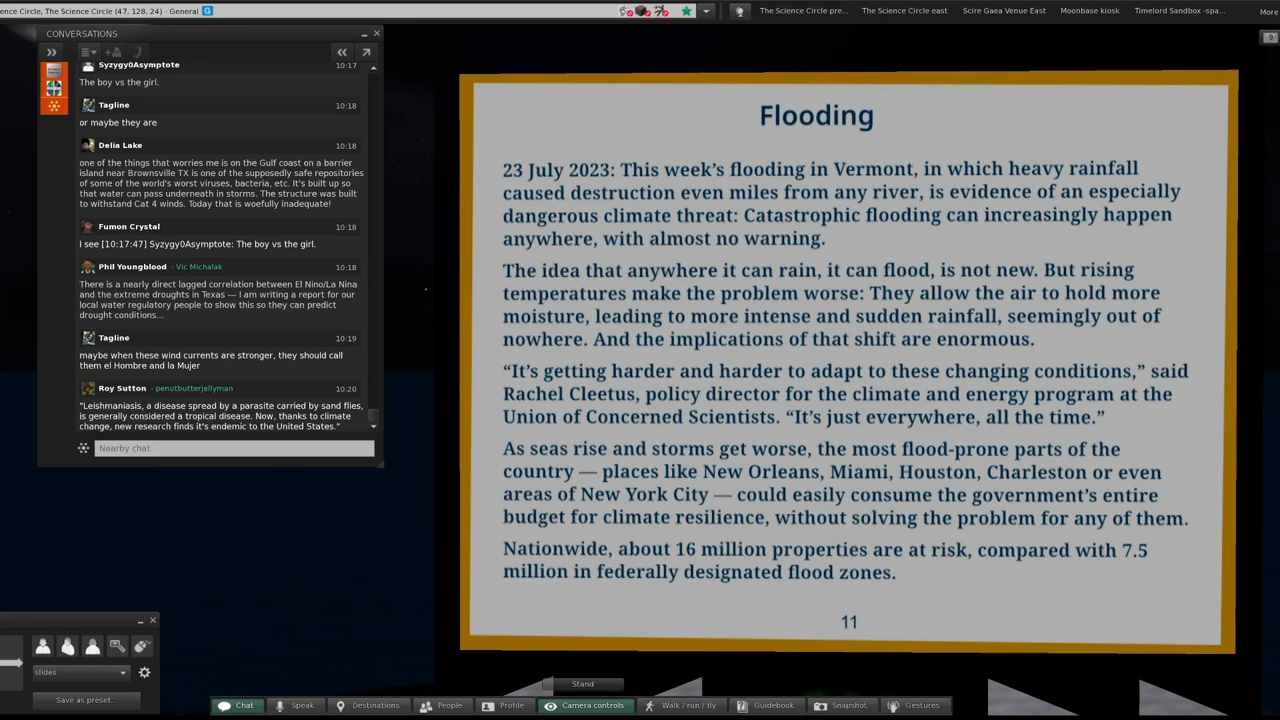 ence Circle, The Science Circle (47, 128, 24) - General G
The Science Circle pre...
The Science Circle east
Scire Gaea Venue East
Moonbase kiosk
Timelord Sandbox -spa...
More
9
CONVERSATIONS
Syzygy0Asymptote 10:17
The boy vs the girl.
Tagline 10:18
or maybe they are
Delia Lake 10:18
one of the things that worries me is on the Gulf coast on a barrier
island near Brownsville TX is one of the supposedly safe repositories
of some of the world's worst viruses, bacteria, etc. It's built up so
that water can pass underneath in storms. The structure was built
to withstand Cat 4 winds. Today that is woefully inadequate!
Fumon Crystal 10:18
I see [10:17:47] Syzygy0Asymptote: The boy vs the girl.
Phil Youngblood - Vic Michalak 10:18
There is a nearly direct lagged correlation between El Nino/La Nina
and the extreme droughts in Texas --- I am writing a report for our
local water regulatory people to show this so they can predict
drought conditions...
Tagline 10:19
maybe when these wind currents are stronger, they should call
them el Hombre and la Mujer
Roy Sutton - penutbutterjellyman 10:20
"Leishmaniasis, a disease spread by a parasite carried by sand flies,
is generally considered a tropical disease. Now, thanks to climate
change, new research finds it's endemic to the United States."
Nearby chat
Flooding
23 July 2023: This week’s flooding in Vermont, in which heavy rainfall
caused destruction even miles from any river, is evidence of an especially
dangerous climate threat: Catastrophic flooding can increasingly happen
anywhere, with almost no warning.
The idea that anywhere it can rain, it can flood, is not new. But rising
temperatures make the problem worse: They allow the air to hold more
moisture, leading to more intense and sudden rainfall, seemingly out of
nowhere. And the implications of that shift are enormous.
“It’s getting harder and harder to adapt to these changing conditions,” said
Rachel Cleetus, policy director for the climate and energy program at the
Union of Concerned Scientists. “It’s just everywhere, all the time.”
As seas rise and storms get worse, the most flood-prone parts of the
country — places like New Orleans, Miami, Houston, Charleston or even
areas of New York City — could easily consume the government’s entire
budget for climate resilience, without solving the problem for any of them.
Nationwide, about 16 million properties are at risk, compared with 7.5
million in federally designated flood zones.
11
slides
Save as preset...
Stand
Chat
Speak
Destinations
People
Profile
Camera controls
Walk / run / fly
Guidebook
Snapshot
Gestures